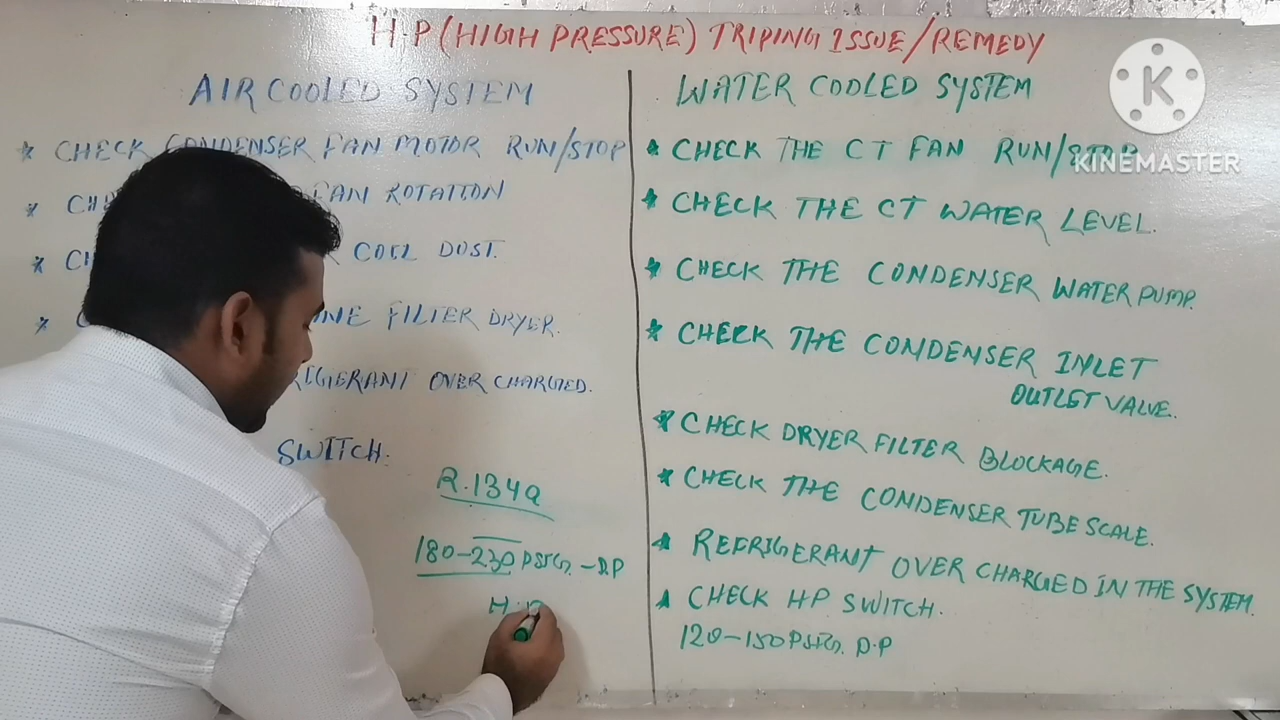 H.P (HIGH PRESSURE) TRIPING ISSUE/REMEDY
AIR COOLED SYSTEM
* CHECK CONDENSER FAN MOTOR RUN/STOP
* FAN ROTATION
* COIL DUST.
* FILTER DRYER.
OVER CHARGED.
SWITCH.
R.134a
180-230 PSIG. - D.P
H.P
WATER COOLED SYSTEM
* CHECK THE CT FAN RUN/STOP
* CHECK THE CT WATER LEVEL.
* CHECK THE CONDENSER WATER PUMP.
* CHECK THE CONDENSER INLET
OUTLET VALVE.
* CHECK DRYER FILTER BLOCKAGE.
* CHECK THE CONDENSER TUBE SCALE.
* REFRIGERANT OVER CHARGED IN THE SYSTEM.
* CHECK HP SWITCH.
120-150 PSIG. D.P
K
KINEMASTER